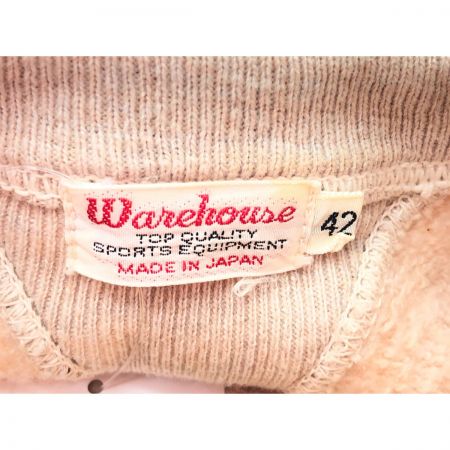 Warehouse
TOP QUALITY
SPORTS EQUIPMENT
MADE IN JAPAN
42